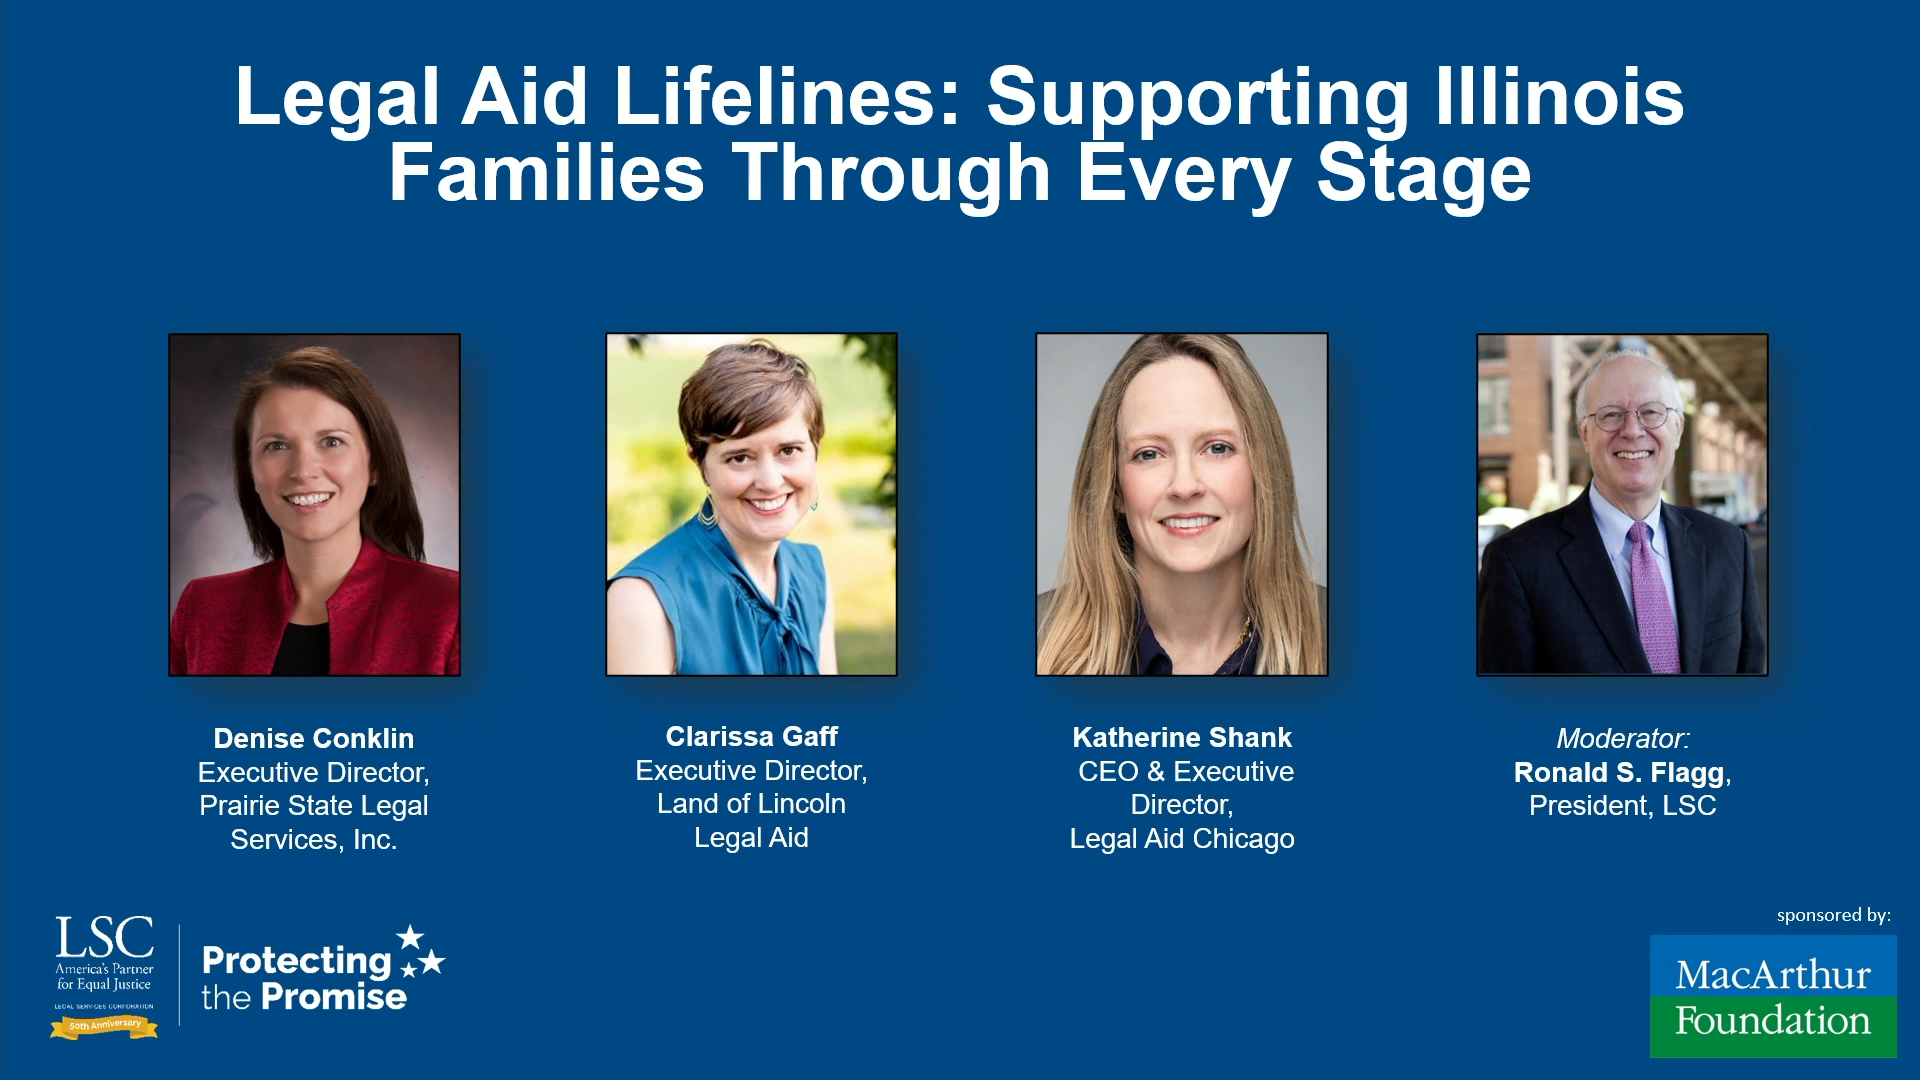 Legal Aid Lifelines: Supporting Illinois
Families Through Every Stage
Denise Conklin
Executive Director,
Prairie State Legal
Services, Inc.
Clarissa Gaff
Executive Director,
Land of Lincoln
Legal Aid
Katherine Shank
CEO & Executive
Director,
Legal Aid Chicago
Moderator:
Ronald S. Flagg,
President, LSC
LSC
America's Partner
for Equal Justice
LEGAL SERVICES CORPORATION
50th Anniversary
Protecting
the Promise
sponsored by:
MacArthur
Foundation